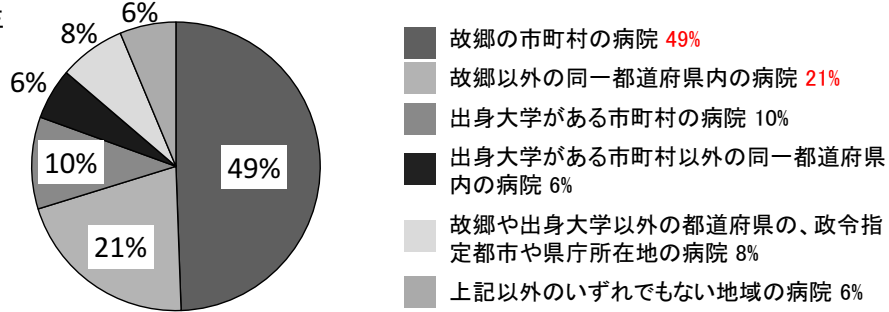 6%
8%
6%
10%
49%
21%
故郷の市町村の病院 49%
故郷以外の同一都道府県内の病院 21%
出身大学がある市町村の病院 10%
出身大学がある市町村以外の同一都道府県
内の病院 6%
故郷や出身大学以外の都道府県の、政令指
定都市や県庁所在地の病院 8%
上記以外のいずれでもない地域の病院 6%